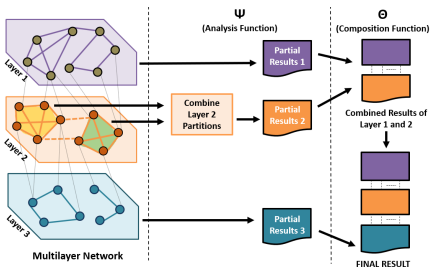 Ψ
(Analysis Function)
Θ
(Composition Function)
Layer 1
Partial
Results 1
Layer 2
Combine
Layer 2
Partitions
Partial
Results 2
Combined Results of
Layer 1 and 2
Layer 3
Partial
Results 3
Multilayer Network
FINAL RESULT